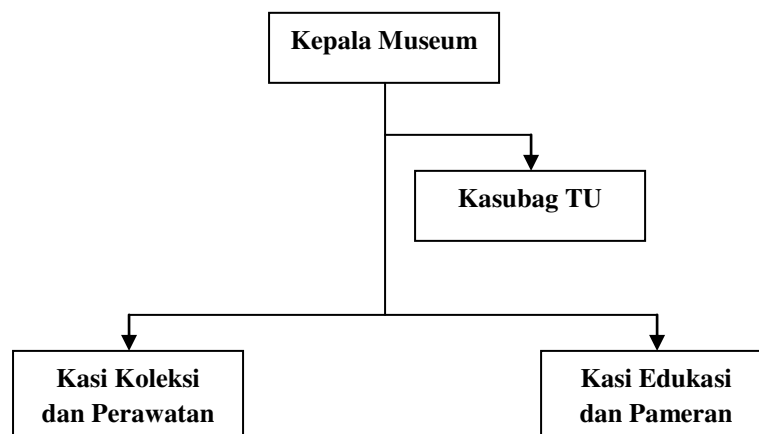 Kepala Museum
Kasubag TU
Kasi Koleksi
dan Perawatan
Kasi Edukasi
dan Pameran